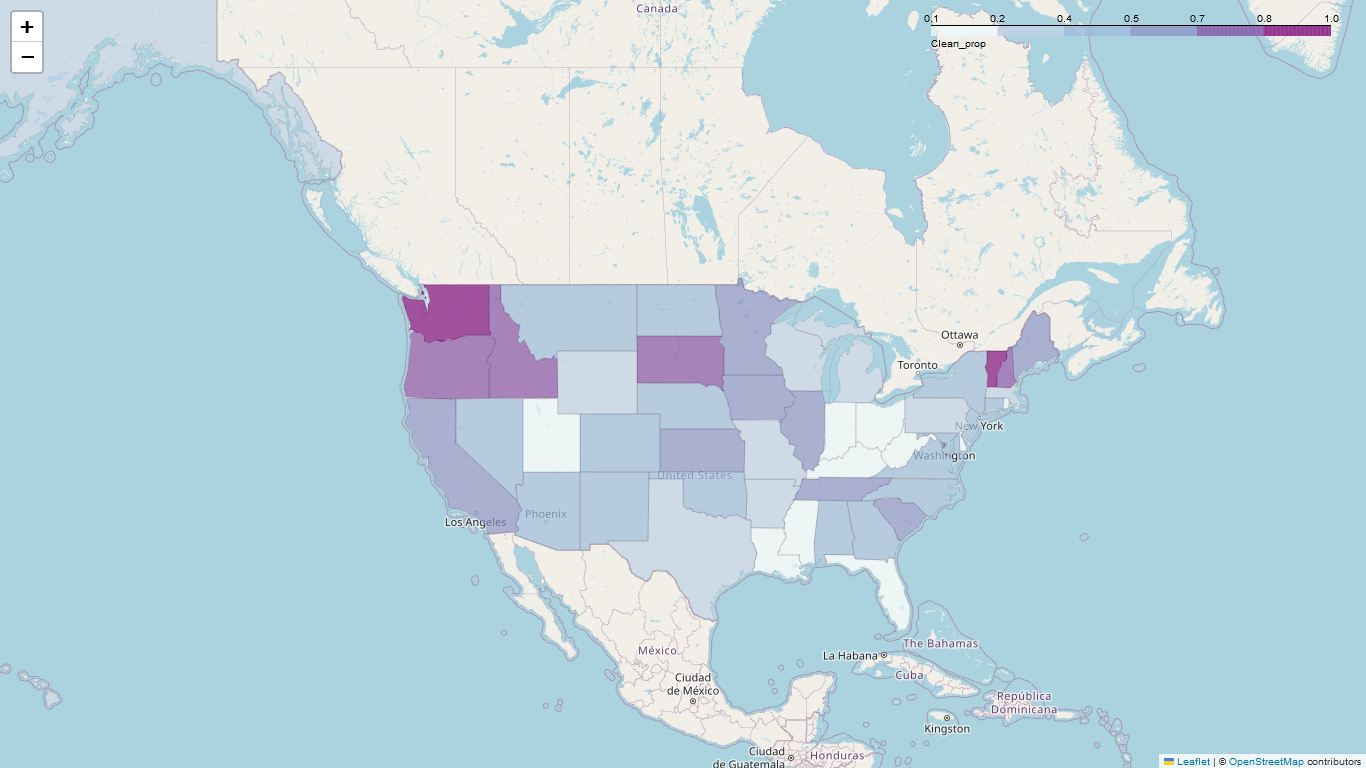 +
−
Canada
0.1 0.2 0.4 0.5 0.7 0.8 1.0
Clean_prop
Ottawa
Toronto
New York
Washington
United States
Phoenix
Los Angeles
The Bahamas
La Habana
Cuba
México
Ciudad
de México
República
Dominicana
Kingston
Ciudad
de Guatemala
Honduras
Leaflet | © OpenStreetMap contributors